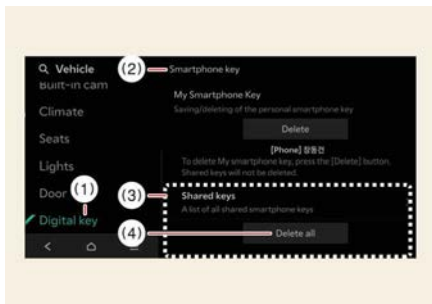 Vehicle
(2)
Smartphone key
Built-in cam
My Smartphone Key
Climate
Saving/deleting of the personal smartphone key
Seats
Delete
[Phone] 장동건
Lights
To delete My smartphone key, press the [Delete] button.
Shared keys will not be deleted.
Door
(1)
(3)
Shared keys
A list of all shared smartphone keys
Digital key
(4)
Delete all